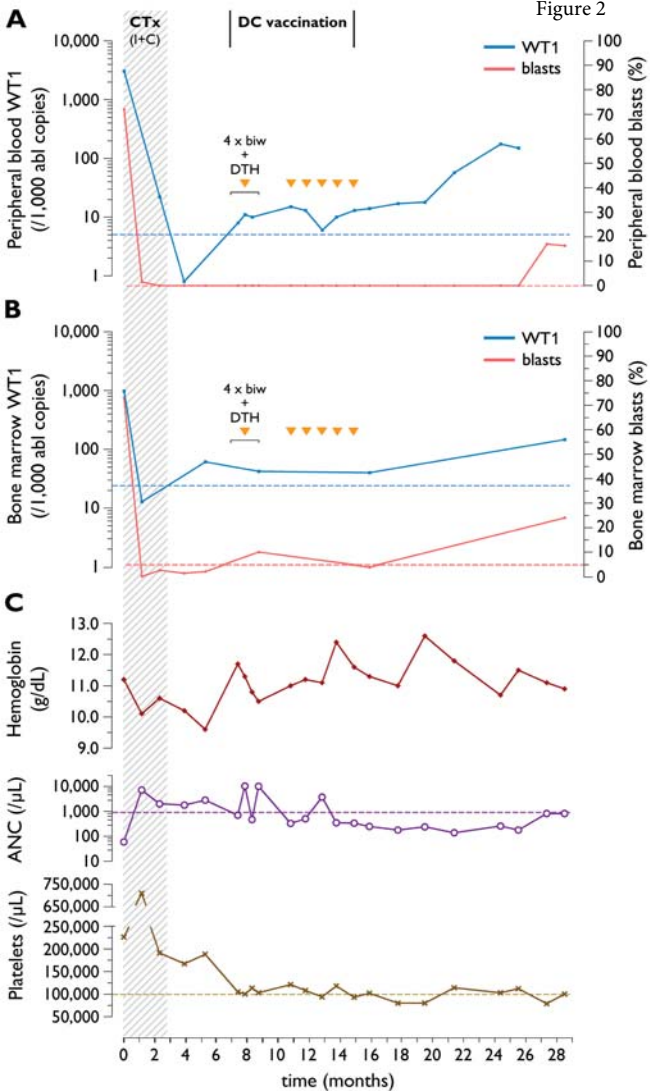 Figure 2
A
CTx
(I+C)
DC vaccination
10,000
1,000
100
10
1
Peripheral blood WT1
(/1,000 abl copies)
WT1
blasts
4 x biw
+
DTH
100
90
80
70
60
50
40
30
20
10
0
Peripheral blood blasts (%)
B
10,000
1,000
100
10
1
Bone marrow WT1
(/1,000 abl copies)
WT1
blasts
4 x biw
+
DTH
100
90
80
70
60
50
40
30
20
10
0
Bone marrow blasts (%)
C
13.0
12.0
11.0
10.0
9.0
Hemoglobin
(g/dL)
10,000
1,000
100
10
ANC (/µL)
750,000
650,000
250,000
200,000
150,000
100,000
50,000
Platelets (/µL)
0 2 4 6 8 10 12 14 16 18 20 22 24 26 28
time (months)